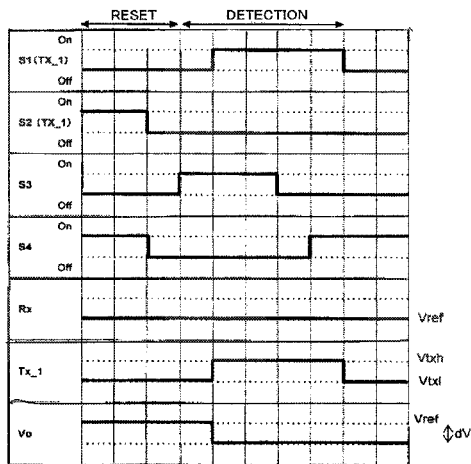 RESET DETECTION
On
S1(TX_1)
Off
On
S2 (TX_1)
Off
On
S3
Off
On
S4
Off
Rx
Vref
Vtxh
Tx_1
Vtxl
Vref
Vo
dV